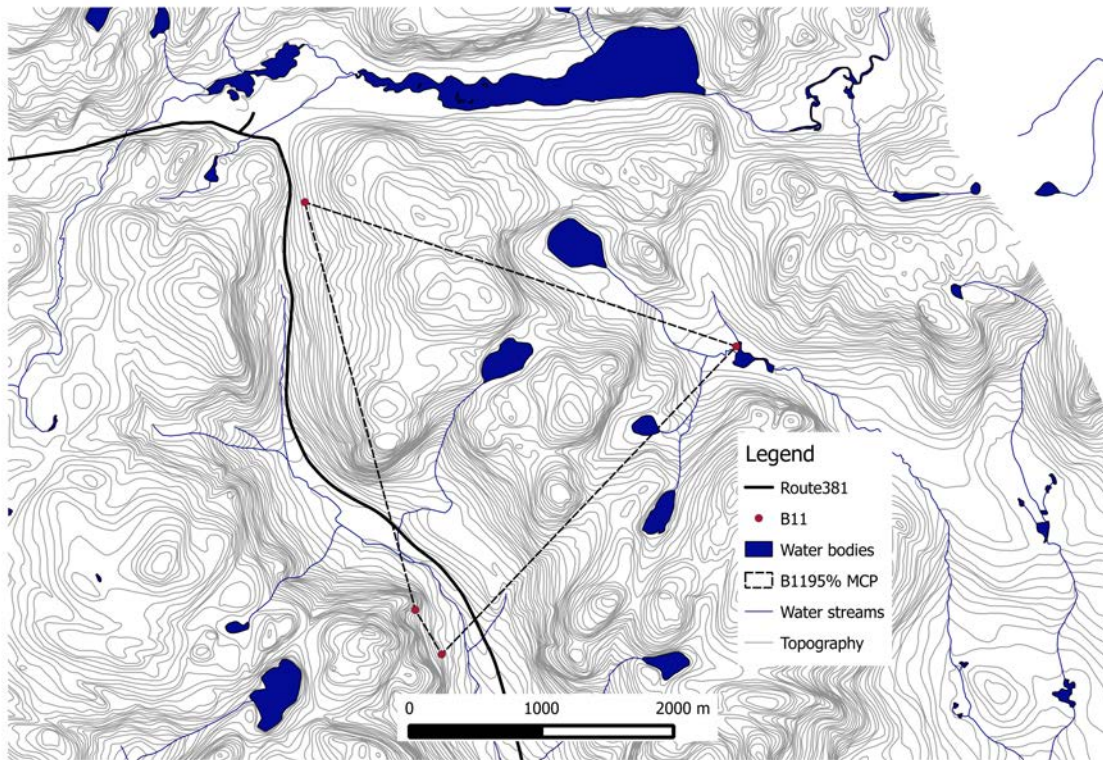 Legend
Route381
B11
Water bodies
B1195% MCP
Water streams
Topography
0 1000 2000 m